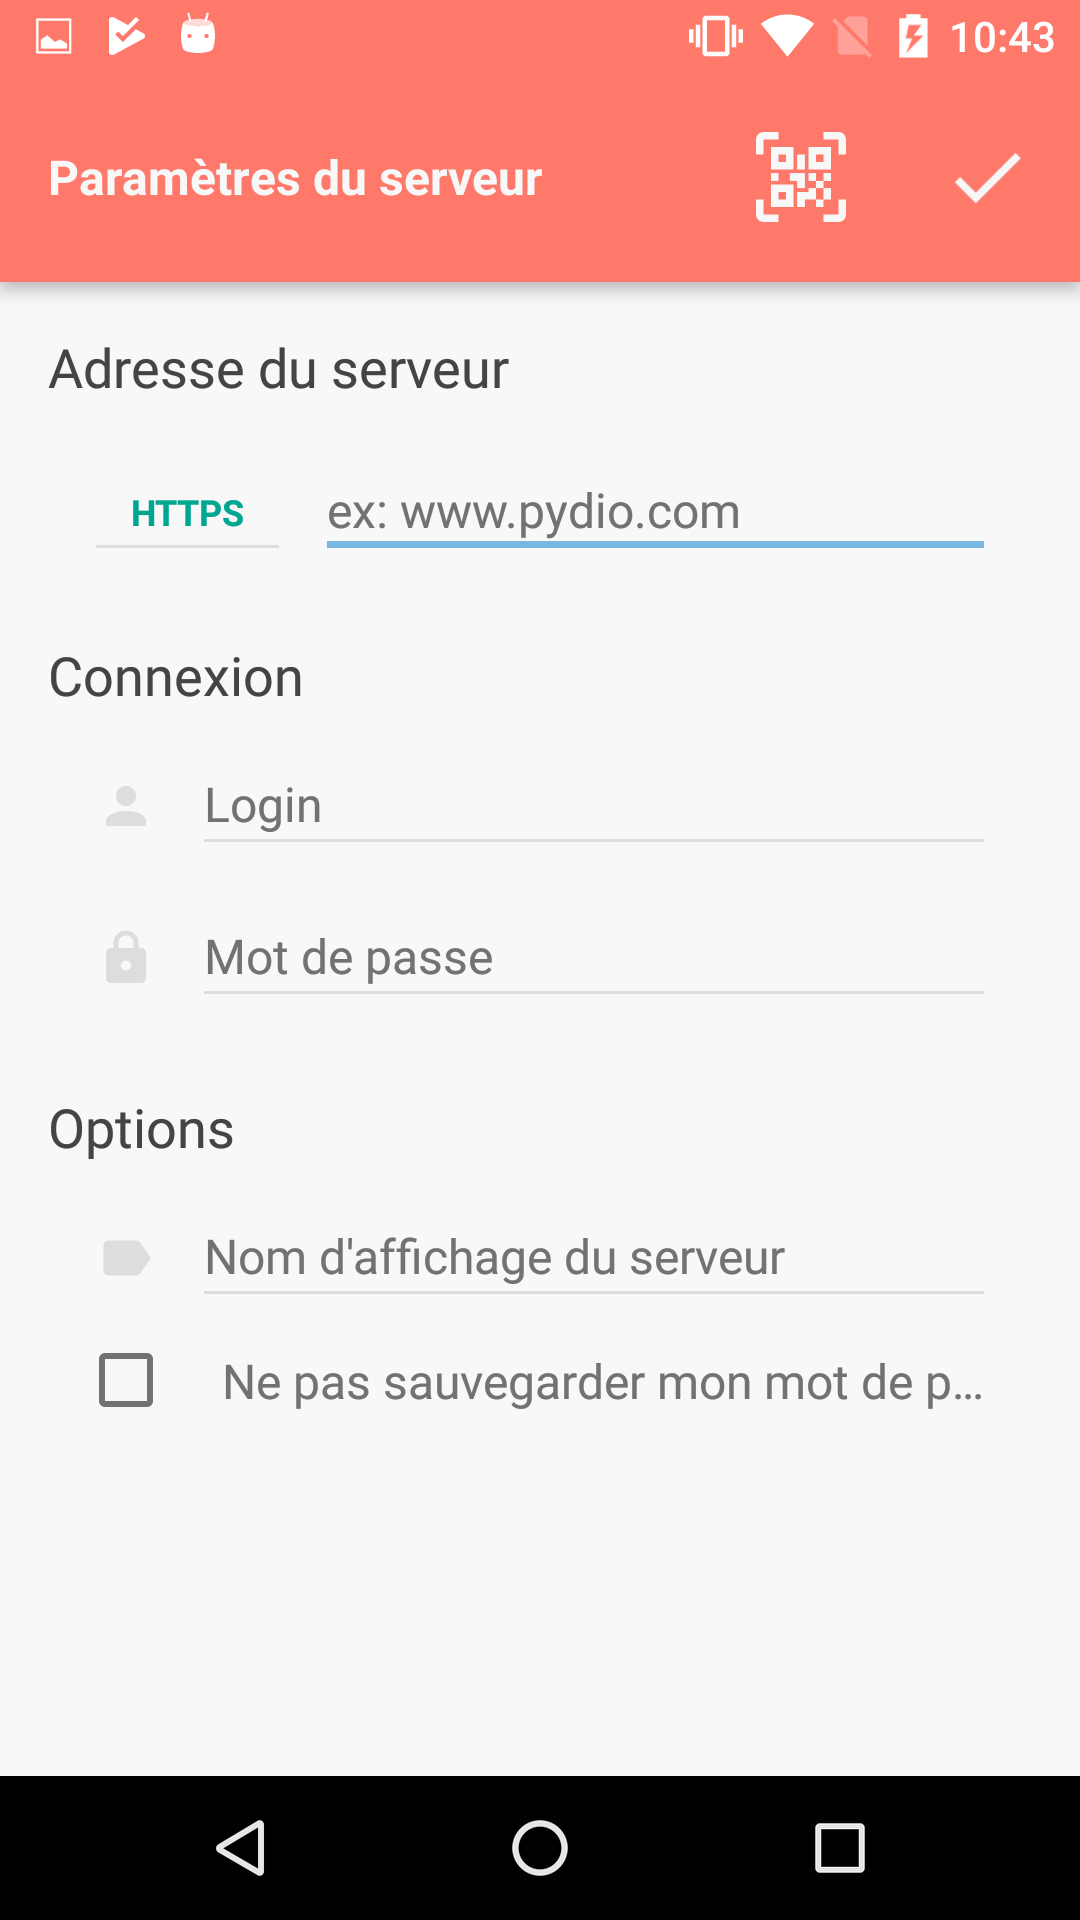 10:43
Paramètres du serveur
Adresse du serveur
HTTPS ex: www.pydio.com
Connexion
Login
Mot de passe
Options
Nom d'affichage du serveur
Ne pas sauvegarder mon mot de p...